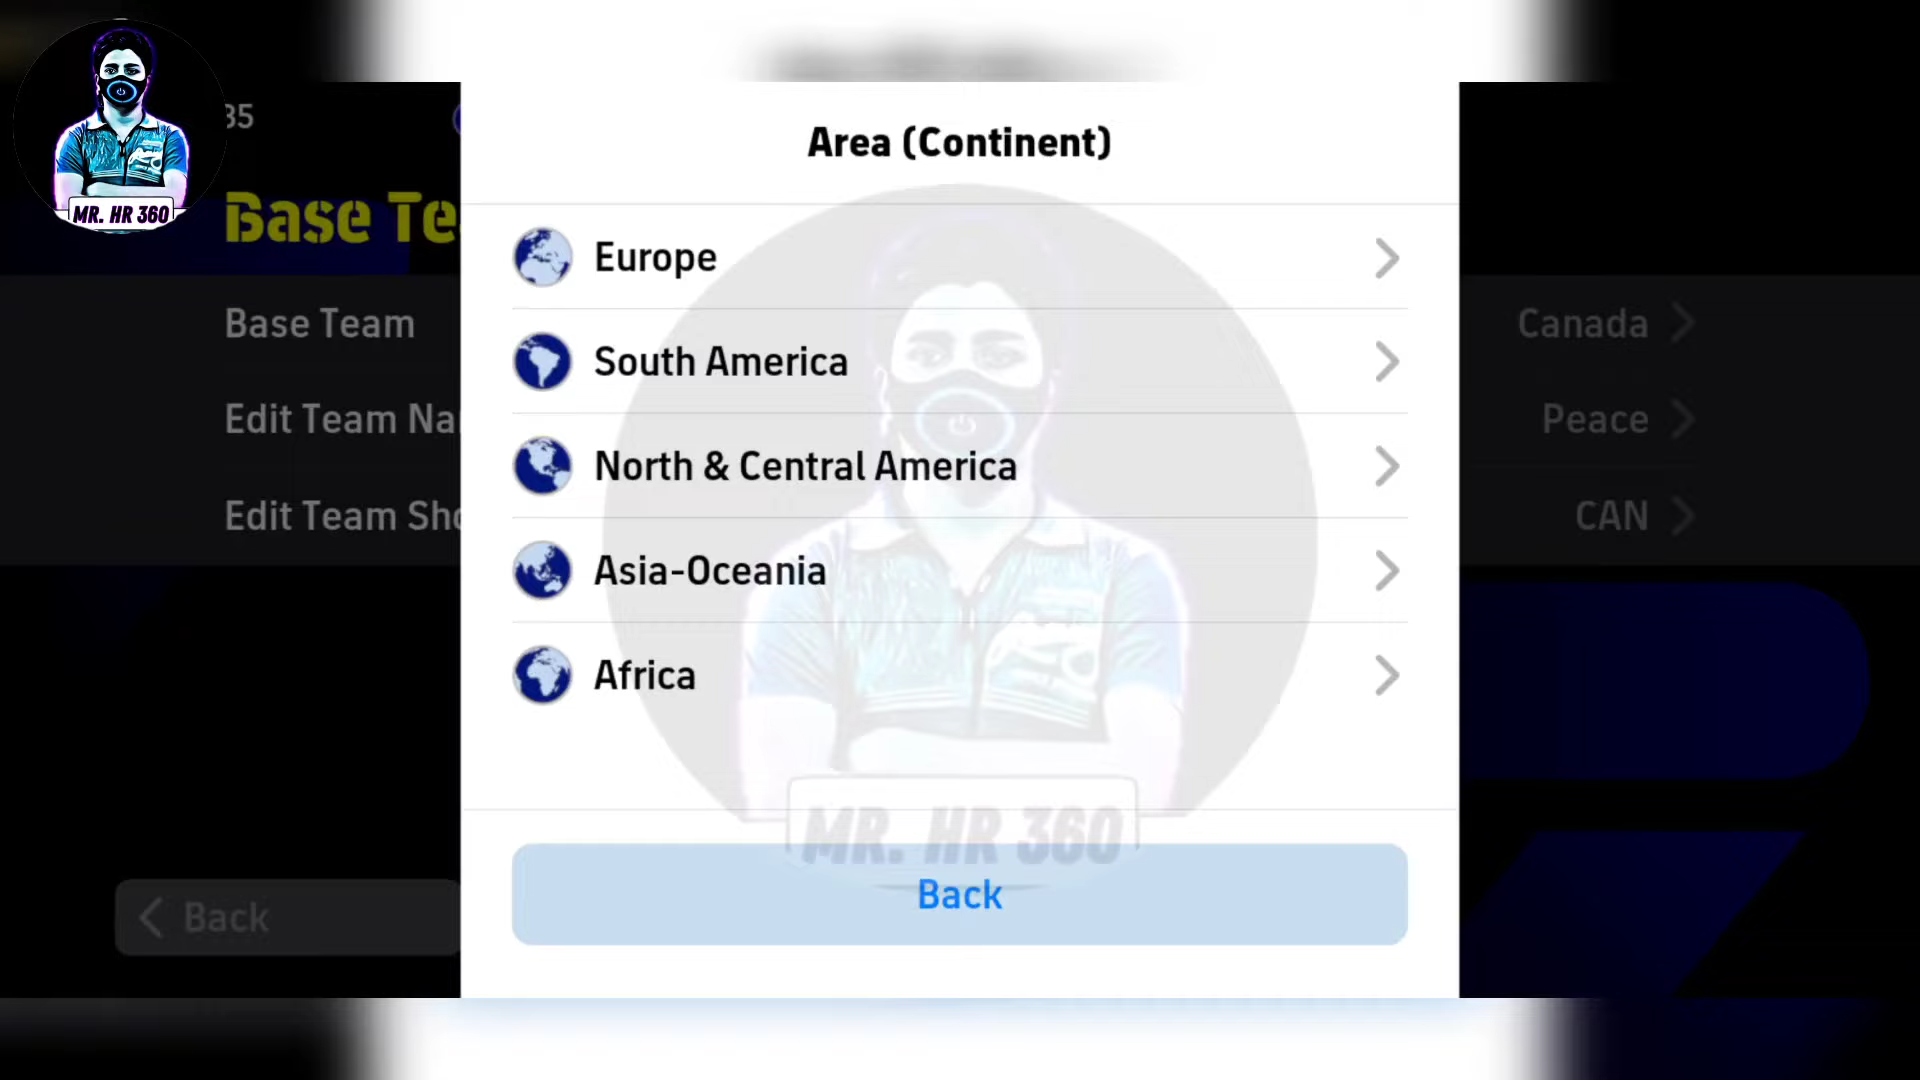 MR. HR 360
35
Base Te
Area (Continent)
Europe
South America
North & Central America
Asia-Oceania
Africa
Base Team
Canada
Edit Team Na
Peace
Edit Team Sho
CAN
MR. HR 360
Back
Back